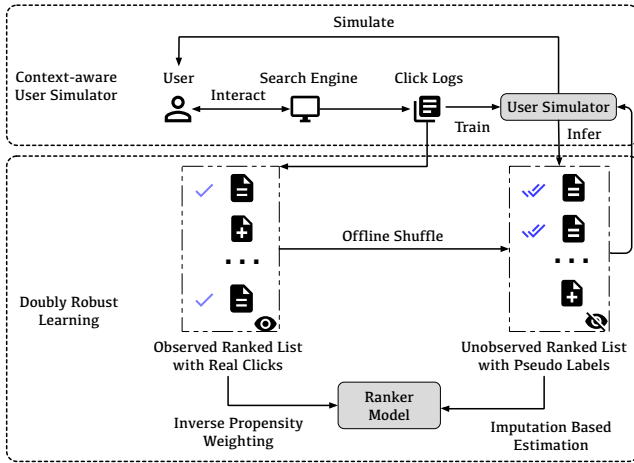 Simulate
Context-aware
User Simulator
User
Interact
Search Engine
Click Logs
Train
User Simulator
Infer
Offline Shuffle
Doubly Robust
Learning
Observed Ranked List
with Real Clicks
Unobserved Ranked List
with Pseudo Labels
Ranker
Model
Inverse Propensity
Weighting
Imputation Based
Estimation